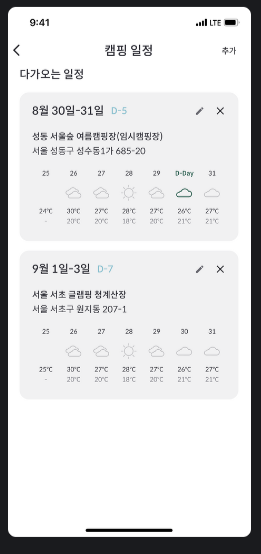 9:41 LTE
캠핑 일정 추가
다가오는 일정
8월 30일-31일 D-5
성동 서울숲 여름캠핑장(임시캠핑장)
서울 성동구 성수동1가 685-20
25 26 27 28 29 D-Day 31
24°C 30°C 27°C 28°C 27°C 26°C 27°C
- 20°C 20°C 18°C 20°C 21°C 21°C
9월 1일-3일 D-7
서울 서초 글램핑 청계산장
서울 서초구 원지동 207-1
25 26 27 28 29 30 31
25°C 30°C 27°C 28°C 27°C 26°C 27°C
- 20°C 20°C 18°C 20°C 21°C 21°C